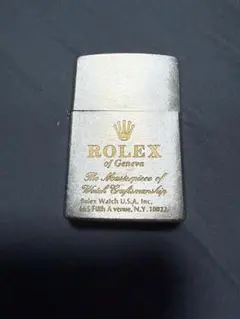 ROLEX
of Geneva
The Masterpiece of
Watch Craftsmanship
Rolex Watch U.S.A. Inc.
665 Fifth Avenue, N.Y. 10022